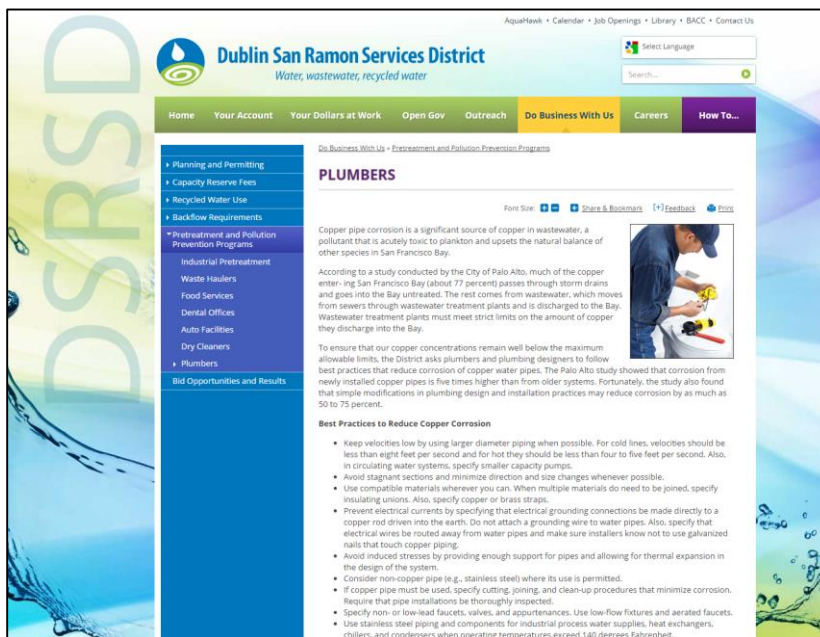 AquaHawk • Calendar • Job Openings • Library • BACC • Contact Us
DSRSD
Dublin San Ramon Services District
Water, wastewater, recycled water
Select Language
Search...
Home Your Account Your Dollars at Work Open Gov Outreach Do Business With Us Careers How To...
Planning and Permitting
Capacity Reserve Fees
Recycled Water Use
Backflow Requirements
Pretreatment and Pollution
Prevention Programs
Industrial Pretreatment
Waste Haulers
Food Services
Dental Offices
Auto Facilities
Dry Cleaners
Plumbers
Bid Opportunities and Results
Do Business With Us » Pretreatment and Pollution Prevention Programs
PLUMBERS
Font Size: + - + Share & Bookmark [+] Feedback Print
Copper pipe corrosion is a significant source of copper in wastewater, a
pollutant that is acutely toxic to plankton and upsets the natural balance of
other species in San Francisco Bay.
According to a study conducted by the City of Palo Alto, much of the copper
enter- ing San Francisco Bay (about 77 percent) passes through storm drains
and goes into the Bay untreated. The rest comes from wastewater, which moves
from sewers through wastewater treatment plants and is discharged to the Bay.
Wastewater treatment plants must meet strict limits on the amount of copper
they discharge into the Bay.
To ensure that our copper concentrations remain well below the maximum
allowable limits, the District asks plumbers and plumbing designers to follow
best practices that reduce corrosion of copper water pipes. The Palo Alto study showed that corrosion from
newly installed copper pipes is five times higher than from older systems. Fortunately, the study also found
that simple modifications in plumbing design and installation practices may reduce corrosion by as much as
50 to 75 percent.
Best Practices to Reduce Copper Corrosion
• Keep velocities low by using larger diameter piping when possible. For cold lines, velocities should be
less than eight feet per second and for hot they should be less than four to five feet per second. Also,
in circulating water systems, specify smaller capacity pumps.
• Avoid stagnant sections and minimize direction and size changes whenever possible.
• Use compatible materials wherever you can. When multiple materials do need to be joined, specify
insulating unions. Also, specify copper or brass straps.
• Prevent electrical currents by specifying that electrical grounding connections be made directly to a
copper rod driven into the earth. Do not attach a grounding wire to water pipes. Also, specify that
electrical wires be routed away from water pipes and make sure installers know not to use galvanized
nails that touch copper piping.
• Avoid induced stresses by providing enough support for pipes and allowing for thermal expansion in
the design of the system.
• Consider non-copper pipe (e.g., stainless steel) where its use is permitted.
• If copper pipe must be used, specify cutting, joining, and clean-up procedures that minimize corrosion.
Require that pipe installations be thoroughly inspected.
• Specify non- or low-lead faucets, valves, and appurtenances. Use low-flow fixtures and aerated faucets.
• Use stainless steel piping and components for industrial process water supplies, heat exchangers,
chillers, and condensers when operating temperatures exceed 140 degrees Fahrenheit.